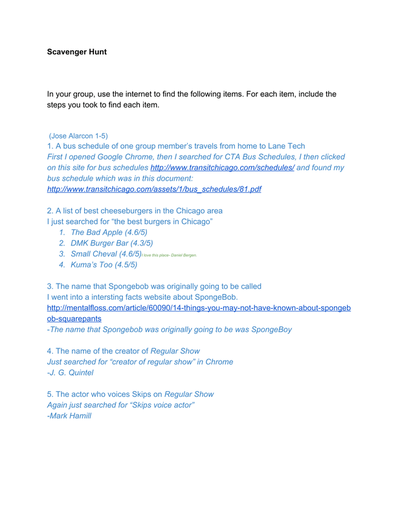 Scavenger Hunt
In your group, use the internet to find the following items. For each item, include the
steps you took to find each item.
(Jose Alarcon 1-5)
1. A bus schedule of one group member's travels from home to Lane Tech
First I opened Google Chrome, then I searched for CTA Bus Schedules, I then clicked
on this site for bus schedules http://www.transitchicago.com/schedules/ and found my
bus schedule which was in this document:
http://www.transitchicago.com/assets/1/bus_schedules/81.pdf
2. A list of best cheeseburgers in the Chicago area
I just searched for "the best burgers in Chicago"
1. The Bad Apple (4.6/5)
2. DMK Burger Bar (4.3/5)
3. Small Cheval (4.6/5) I love this place- Daniel Bergen
4. Kuma's Too (4.5/5)
3. The name that Spongebob was originally going to be called
I went into a intersting facts website about SpongeBob.
http://mentalfloss.com/article/60090/14-things-you-may-not-have-known-about-spongeb
ob-squarepants
-The name that Spongebob was originally going to be was SpongeBoy
4. The name of the creator of Regular Show
Just searched for "creator of regular show" in Chrome
-J. G. Quintel
5. The actor who voices Skips on Regular Show
Again just searched for "Skips voice actor"
-Mark Hamill